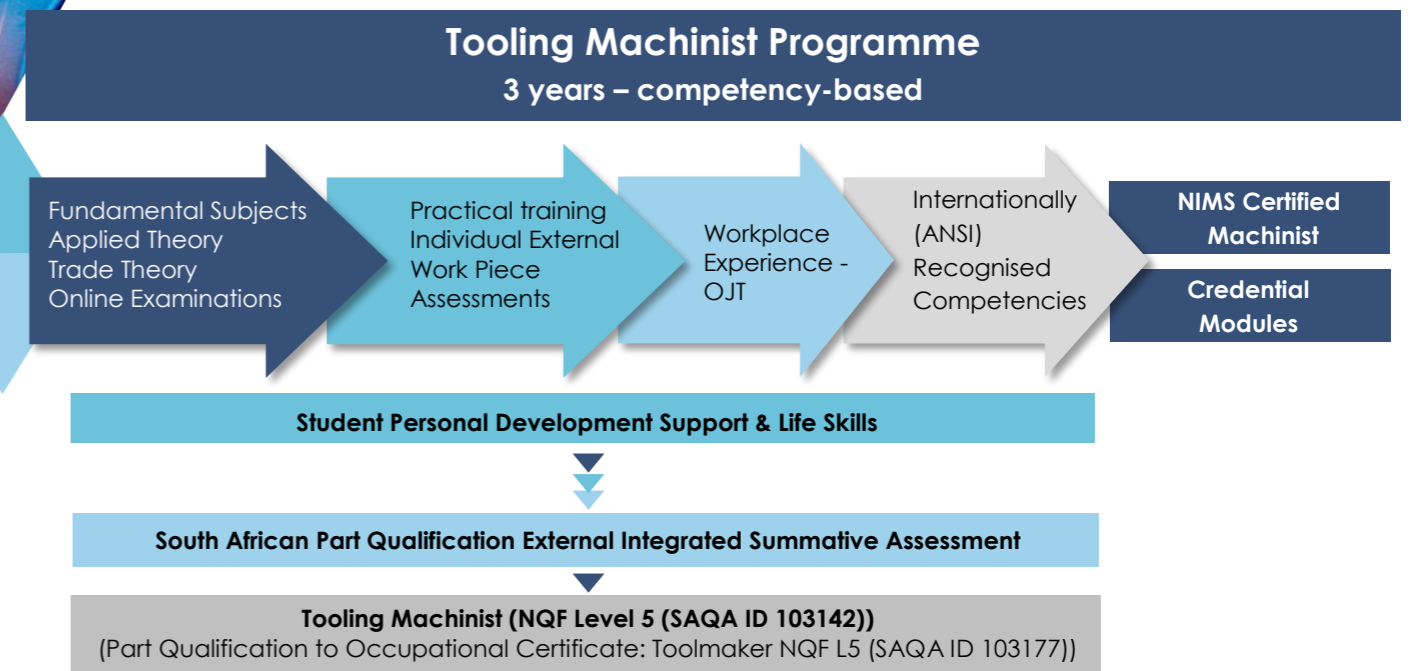 Tooling Machinist Programme
3 years – competency-based
Fundamental Subjects
Applied Theory
Trade Theory
Online Examinations
Practical training
Individual External
Work Piece
Assessments
Workplace
Experience -
OJT
Internationally
(ANSI)
Recognised
Competencies
NIMS Certified
Machinist
Credential
Modules
Student Personal Development Support & Life Skills
South African Part Qualification External Integrated Summative Assessment
Tooling Machinist (NQF Level 5 (SAQA ID 103142))
(Part Qualification to Occupational Certificate: Toolmaker NQF L5 (SAQA ID 103177))